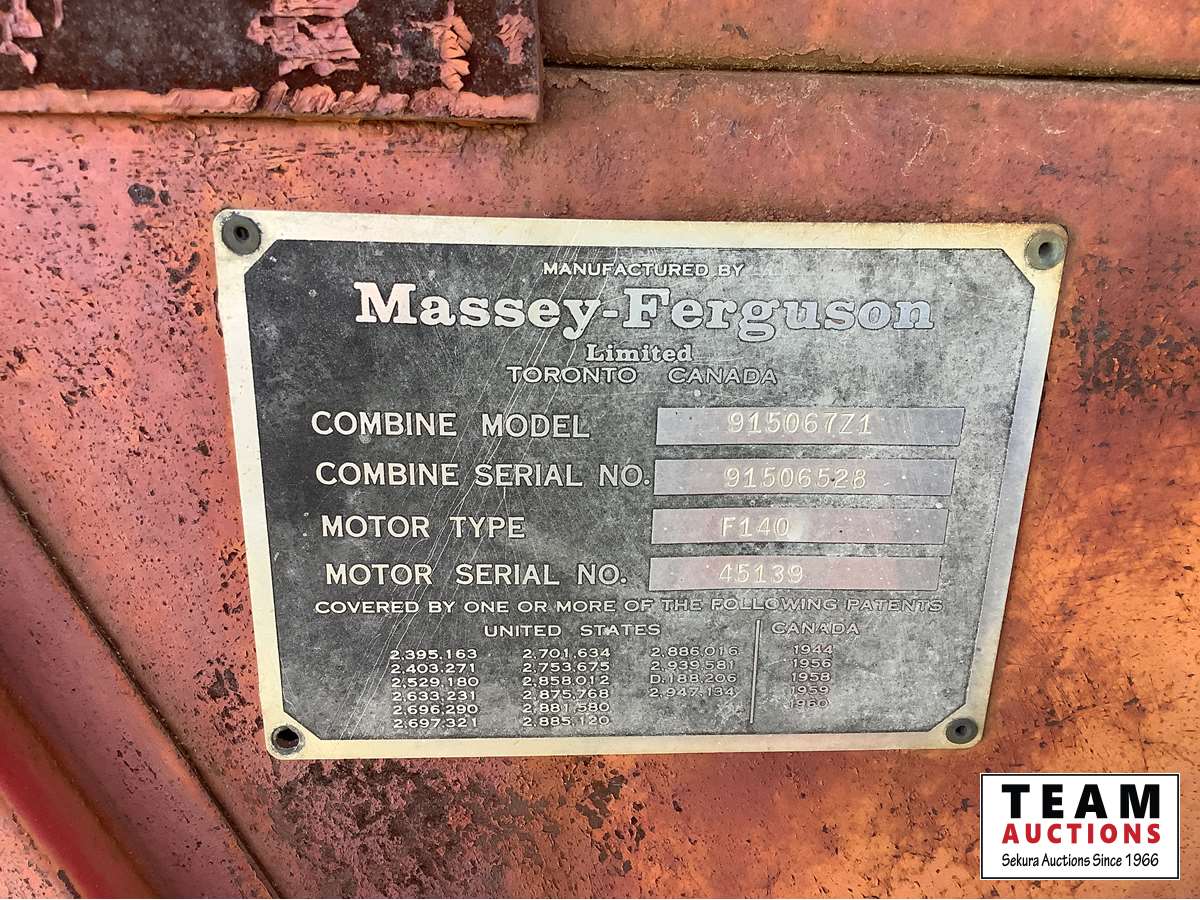 MANUFACTURED BY
Massey-Ferguson
Limited
TORONTO CANADA
COMBINE MODEL 915067Z1
COMBINE SERIAL NO. 91506528
MOTOR TYPE F140
MOTOR SERIAL NO. 45139
COVERED BY ONE OR MORE OF THE FOLLOWING PATENTS
UNITED STATES CANADA
2,395,163 2,701,634 2,886,016 1944
2,403,271 2,753,675 2,939,581 1956
2,529,180 2,858,012 D.188,206 1958
2,633,231 2,875,768 2,947,134 1959
2,696,290 2,881,580 1960
2,697,321 2,885,120
TEAM
AUCTIONS
Sekura Auctions Since 1966